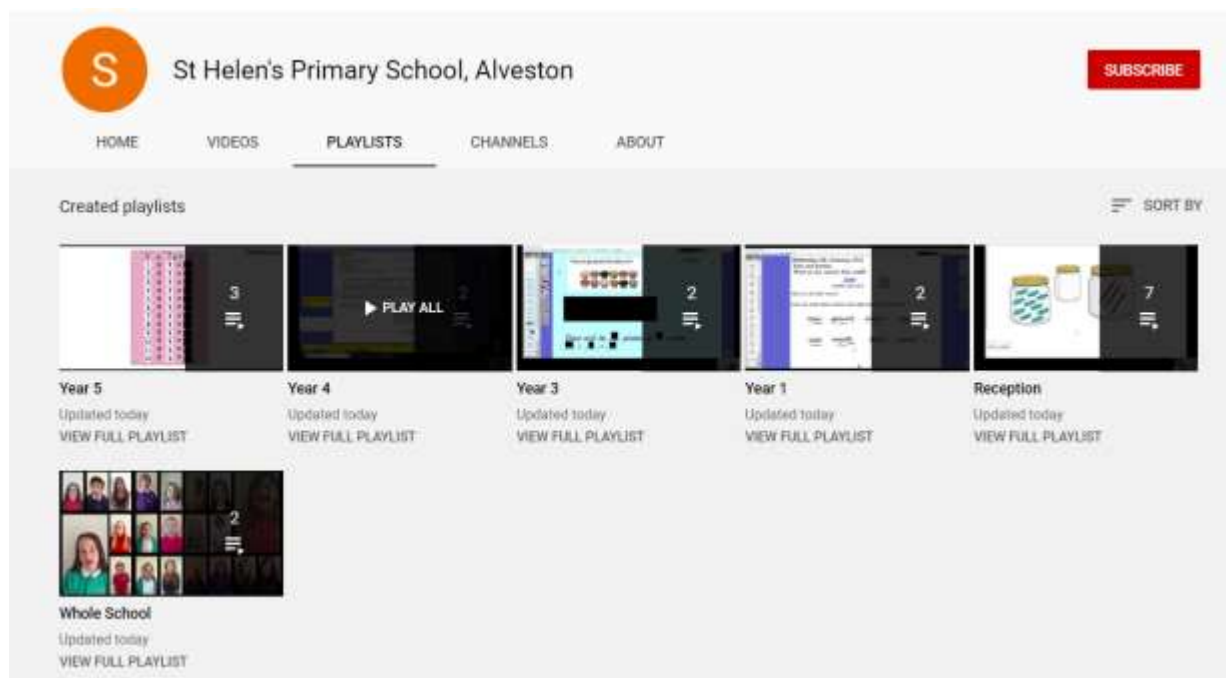 S
St Helen's Primary School, Alveston
SUBSCRIBE
HOME VIDEOS PLAYLISTS CHANNELS ABOUT
Created playlists
SORT BY
3
PLAY ALL
2
2
2
7
Year 5
Updated today
VIEW FULL PLAYLIST
Year 4
Updated today
VIEW FULL PLAYLIST
Year 3
Updated today
VIEW FULL PLAYLIST
Year 1
Updated today
VIEW FULL PLAYLIST
Reception
Updated today
VIEW FULL PLAYLIST
2
Whole School
Updated today
VIEW FULL PLAYLIST